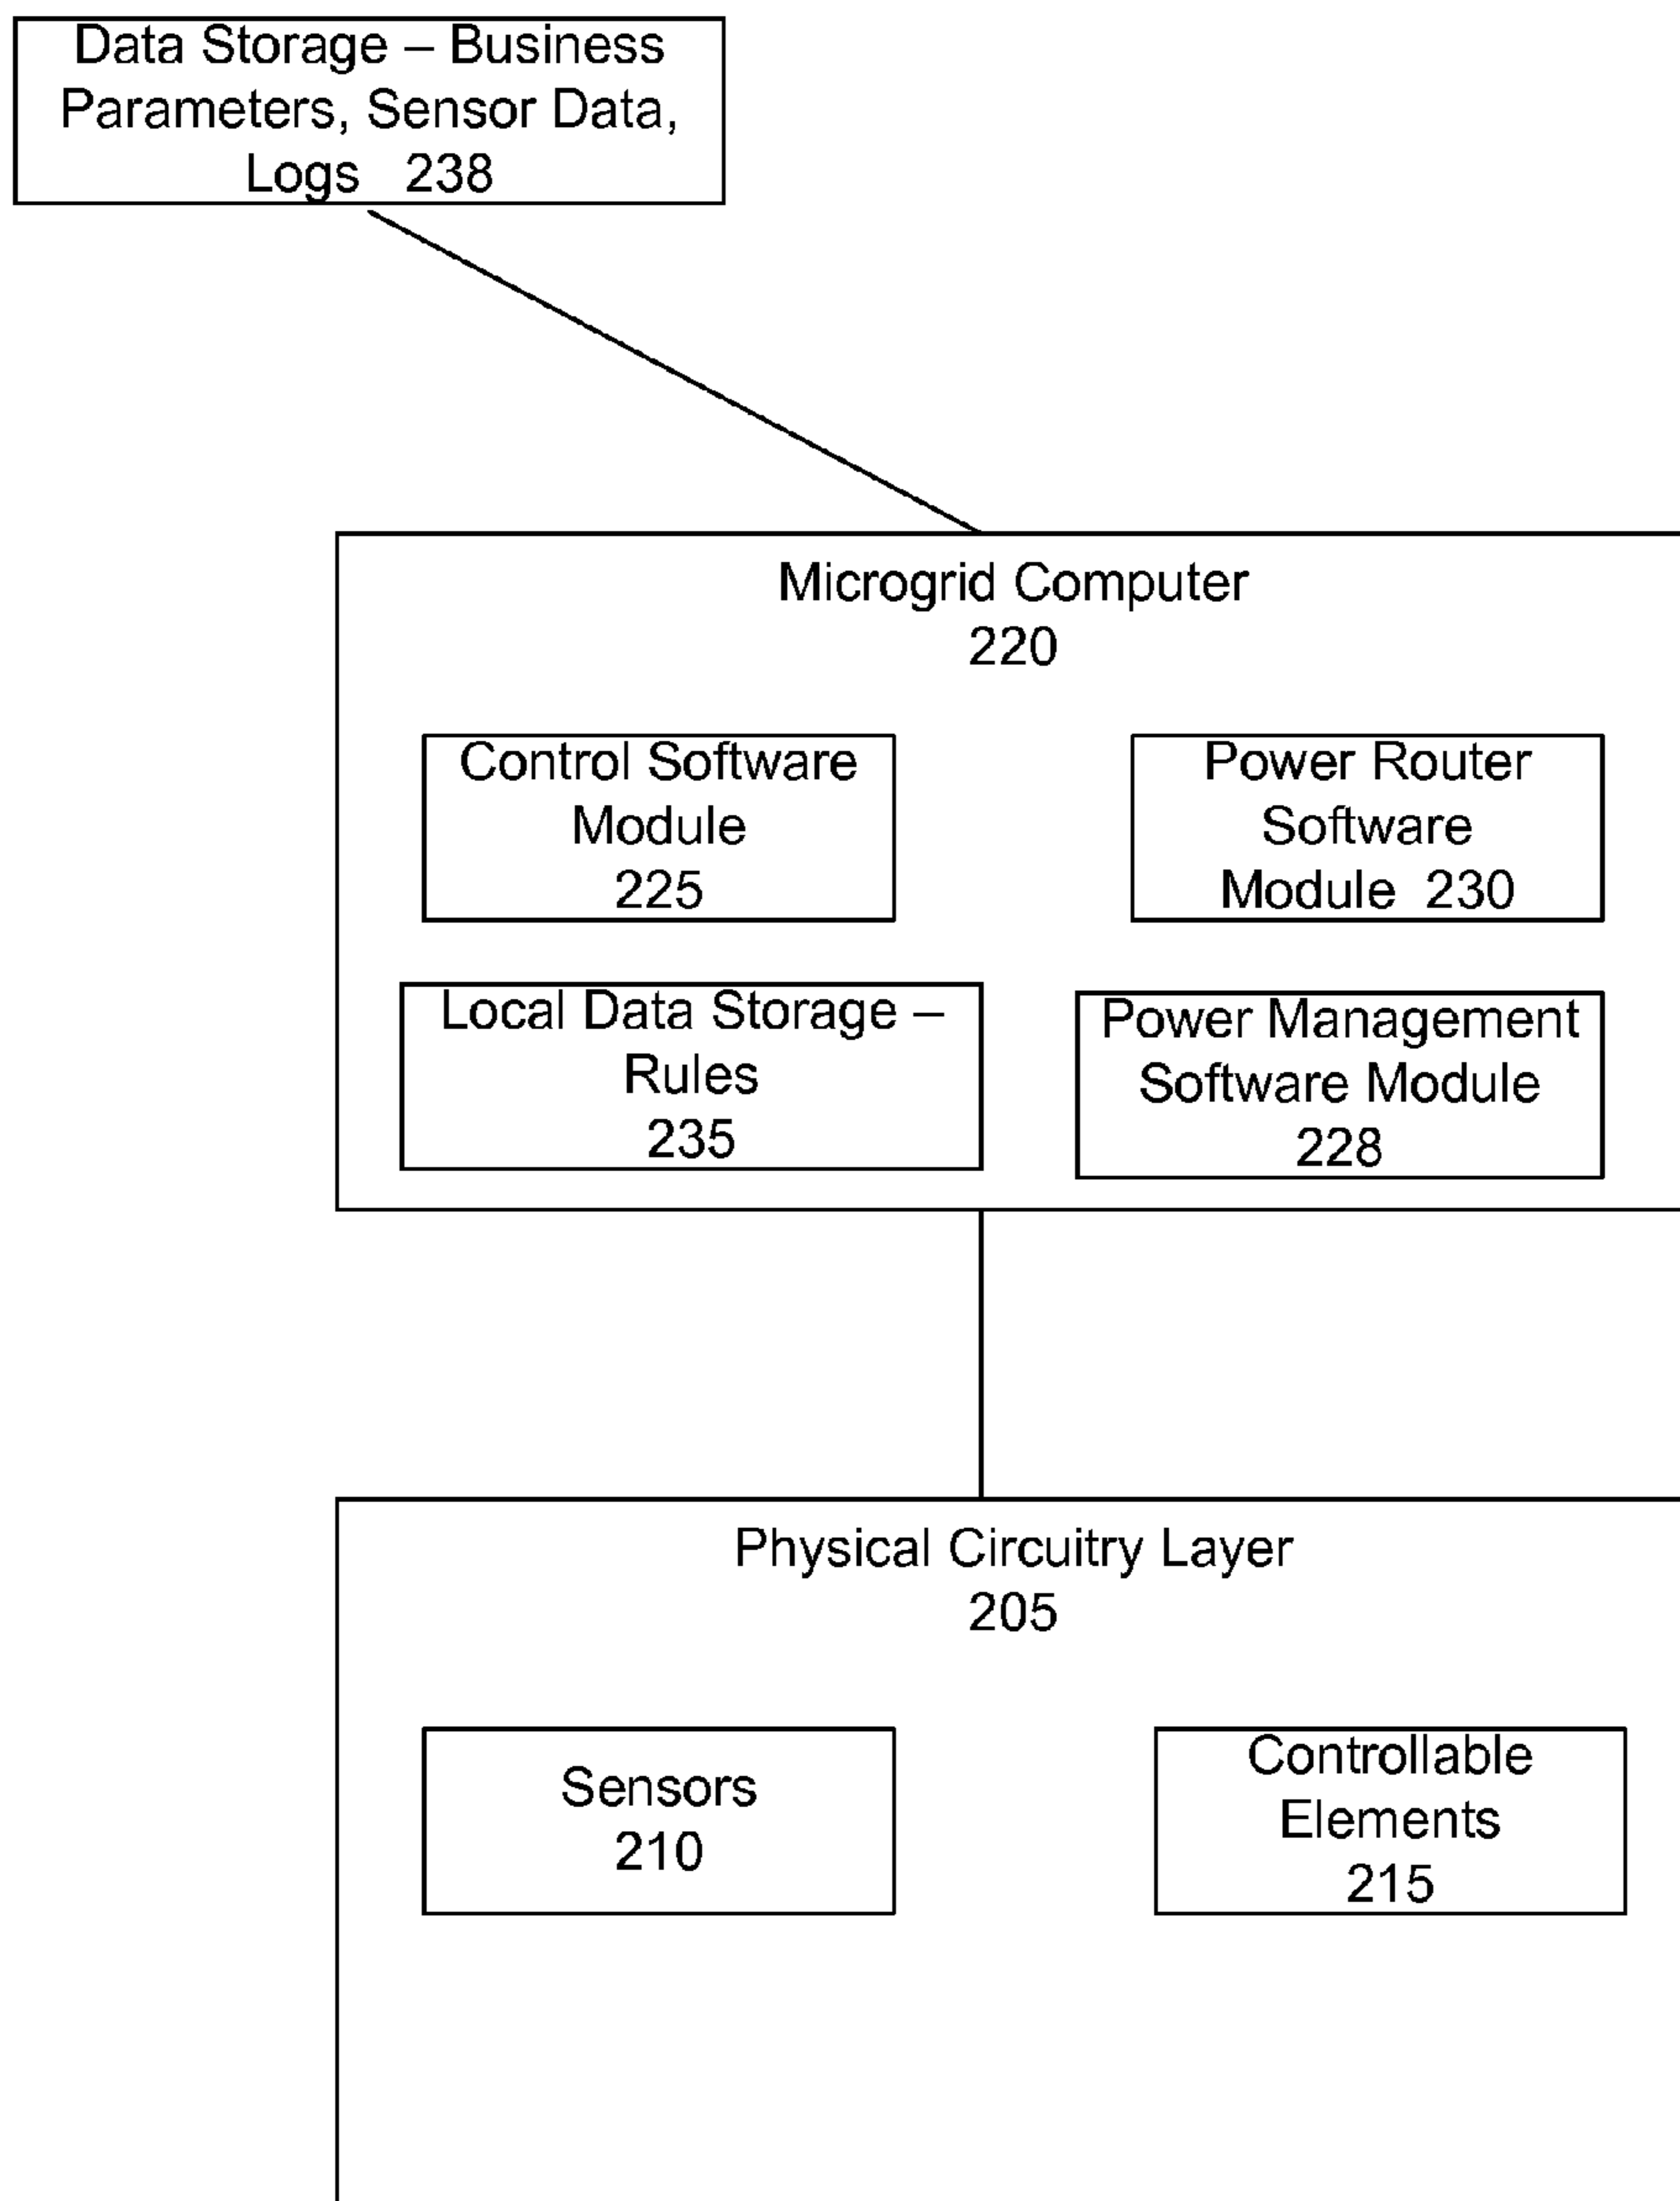 Data Storage – Business
Parameters, Sensor Data,
Logs 238
Microgrid Computer
220
Control Software
Module
225
Power Router
Software
Module 230
Local Data Storage –
Rules
235
Power Management
Software Module
228
Physical Circuitry Layer
205
Sensors
210
Controllable
Elements
215